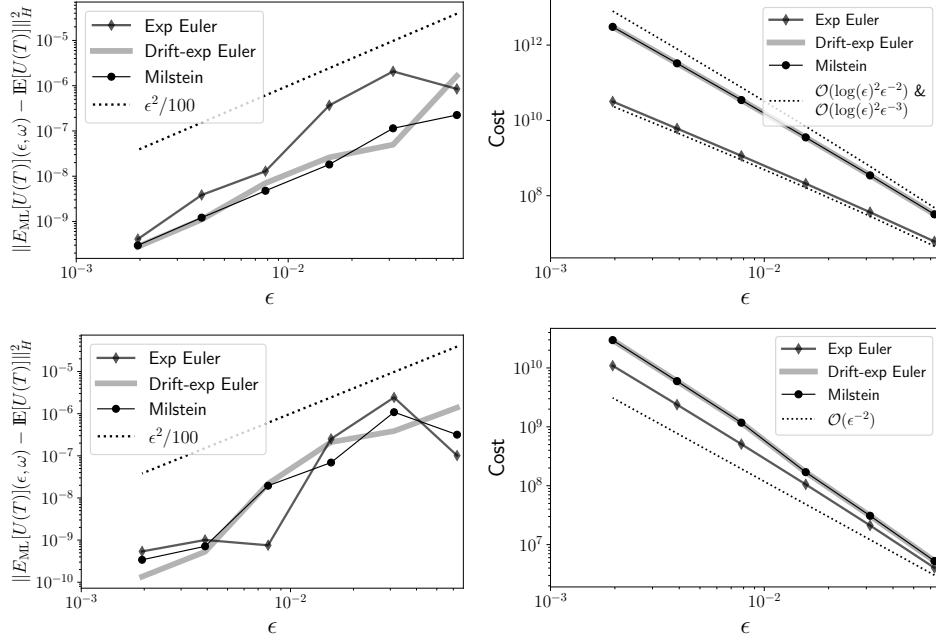 ||E_ML[U(T)](ϵ, ω) − 𝔼[U(T)]||²_H
10⁻⁵
10⁻⁶
10⁻⁷
10⁻⁸
10⁻⁹
Exp Euler
Drift-exp Euler
Milstein
ϵ²/100
10⁻³
10⁻²
ϵ
Cost
10¹²
10¹⁰
10⁸
Exp Euler
Drift-exp Euler
Milstein
𝒪(log(ϵ)²ϵ⁻²) &
𝒪(log(ϵ)²ϵ⁻³)
10⁻³
10⁻²
ϵ
||E_ML[U(T)](ϵ, ω) − 𝔼[U(T)]||²_H
10⁻⁵
10⁻⁶
10⁻⁷
10⁻⁸
10⁻⁹
10⁻¹⁰
Exp Euler
Drift-exp Euler
Milstein
ϵ²/100
10⁻³
10⁻²
ϵ
Cost
10¹⁰
10⁹
10⁸
10⁷
Exp Euler
Drift-exp Euler
Milstein
𝒪(ϵ⁻²)
10⁻³
10⁻²
ϵ